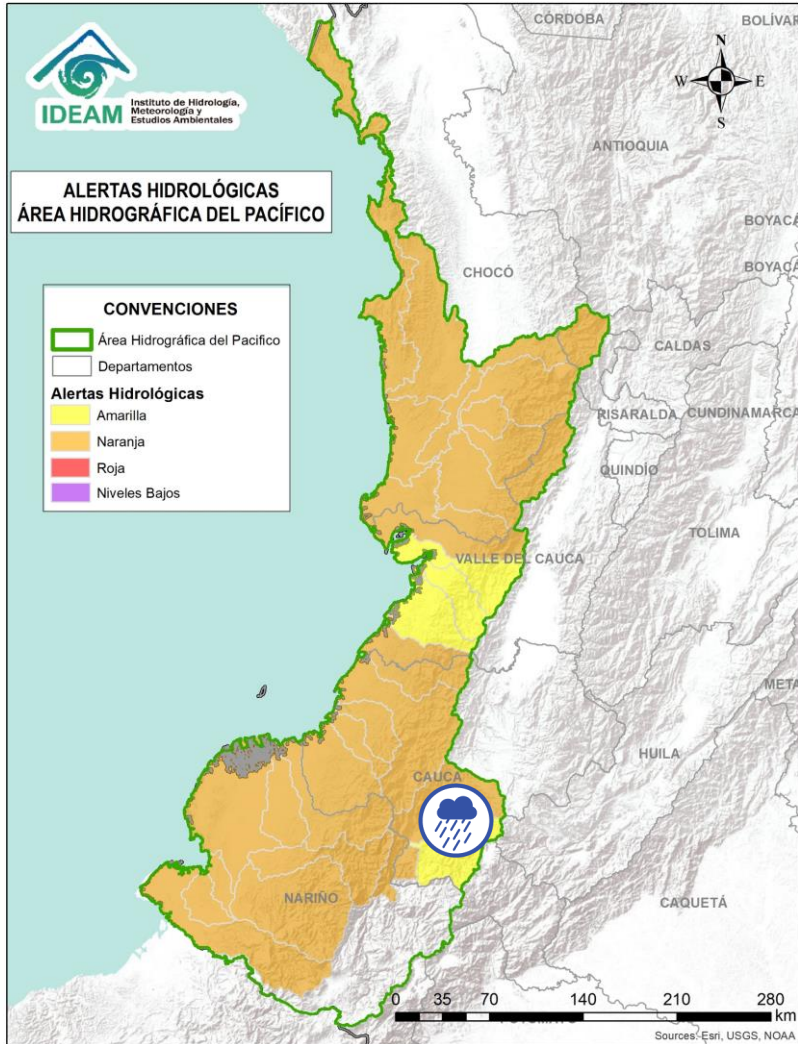 IDEAM
Instituto de Hidrología,
Meteorología y
Estudios Ambientales
CÓRDOBA
BOLÍVAR
N
W
E
S
ANTIOQUIA
ALERTAS HIDROLÓGICAS
ÁREA HIDROGRÁFICA DEL PACÍFICO
BOYACÁ
CHOCÓ
BOYACÁ
CONVENCIONES
Área Hidrográfica del Pacifico
Departamentos
Alertas Hidrológicas
Amarilla
Naranja
Roja
Niveles Bajos
CALDAS
RISARALDA
CUNDINAMARCA
QUINDÍO
TOLIMA
VALLE DEL CAUCA
META
HUILA
CAUCA
NARIÑO
CAQUETÁ
0 35 70 140 210 280
km
Sources: Esri, USGS, NOAA